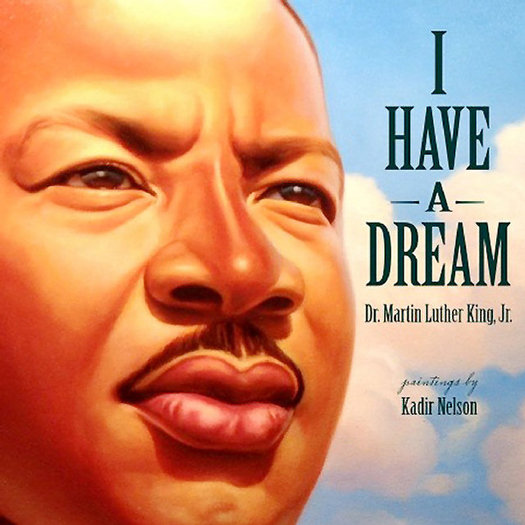 I
HAVE
A
DREAM
Dr. Martin Luther King, Jr.
paintings by
Kadir Nelson